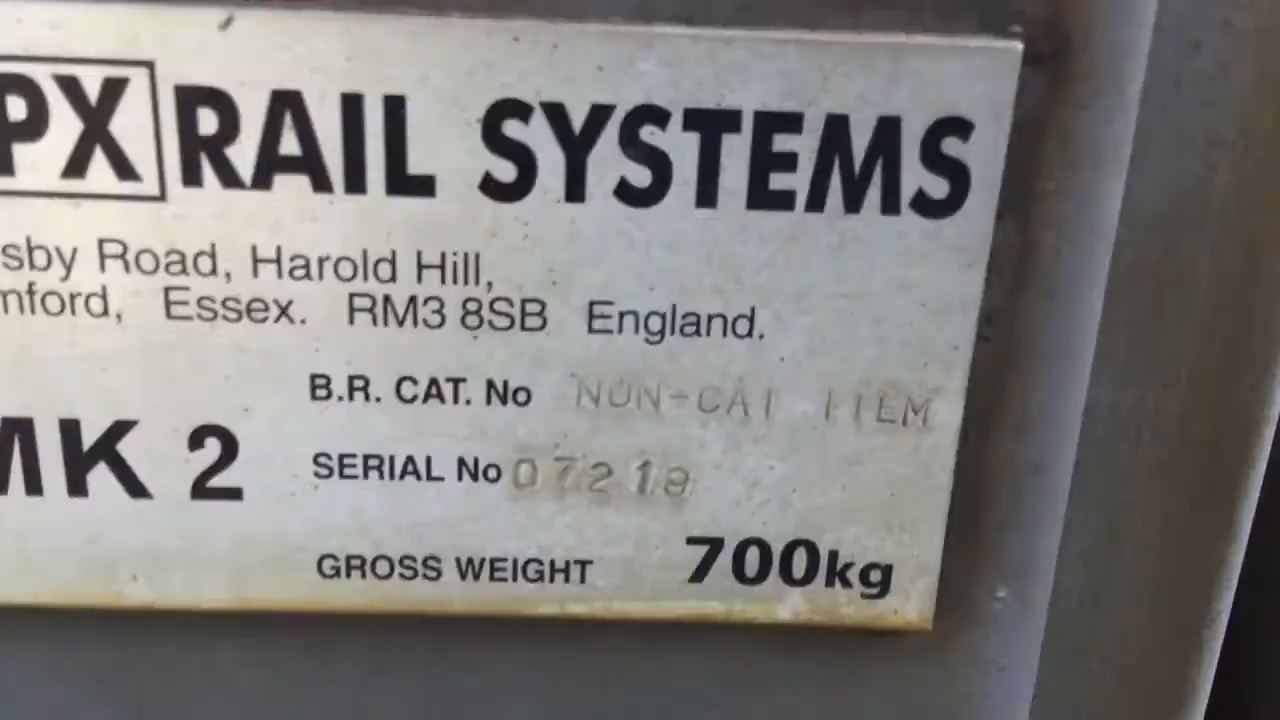 PX RAIL SYSTEMS
sby Road, Harold Hill,
nford, Essex. RM3 8SB England.
B.R. CAT. No NON-CAT ITEM
MK 2
SERIAL No 07218
GROSS WEIGHT 700kg